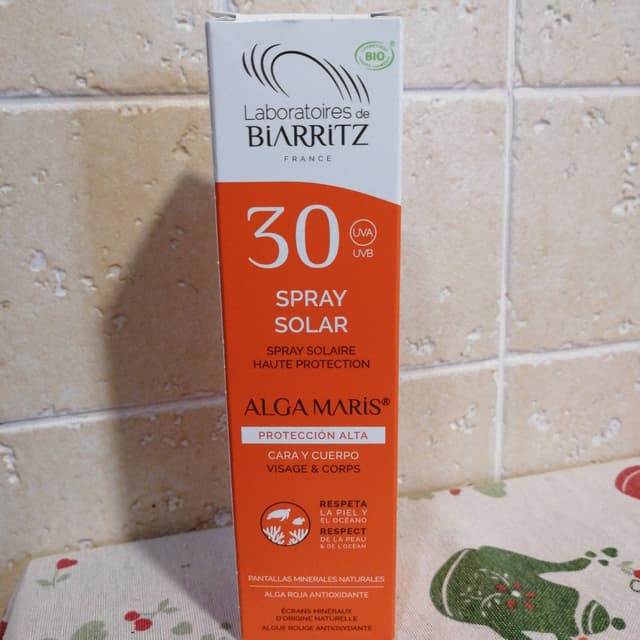 BIO
Laboratoires de
BIARRITZ
FRANCE
30
UVA
UVB
SPRAY
SOLAR
SPRAY SOLAIRE
HAUTE PROTECTION
ALGA MARIS®
PROTECCIÓN ALTA
CARA Y CUERPO
VISAGE & CORPS
RESPETA
LA PIEL Y
EL OCÉANO
RESPECT
DE LA PEAU
& DE L'OCÉAN
PANTALLAS MINERALES NATURALES
ALGA ROJA ANTIOXIDANTE
ÉCRANS MINÉRAUX
D'ORIGINE NATURELLE
ALGUE ROUGE ANTIOXYDANTE